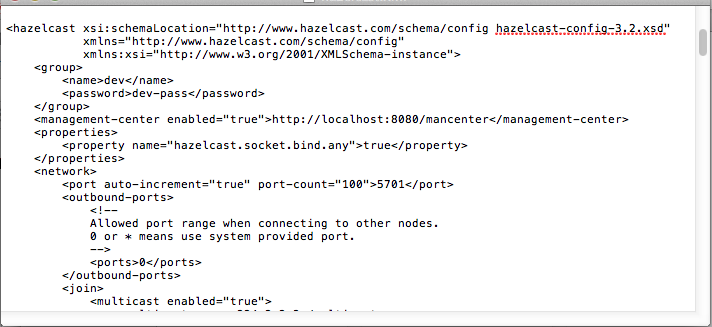 <hazelcast xsi:schemaLocation="http://www.hazelcast.com/schema/config hazelcast-config-3.2.xsd"
xmlns="http://www.hazelcast.com/schema/config"
xmlns:xsi="http://www.w3.org/2001/XMLSchema-instance">
<group>
<name>dev</name>
<password>dev-pass</password>
</group>
<management-center enabled="true">http://localhost:8080/mancenter</management-center>
<properties>
<property name="hazelcast.socket.bind.any">true</property>
</properties>
<network>
<port auto-increment="true" port-count="100">5701</port>
<outbound-ports>
<!--
Allowed port range when connecting to other nodes.
0 or * means use system provided port.
-->
<ports>0</ports>
</outbound-ports>
<join>
<multicast enabled="true">